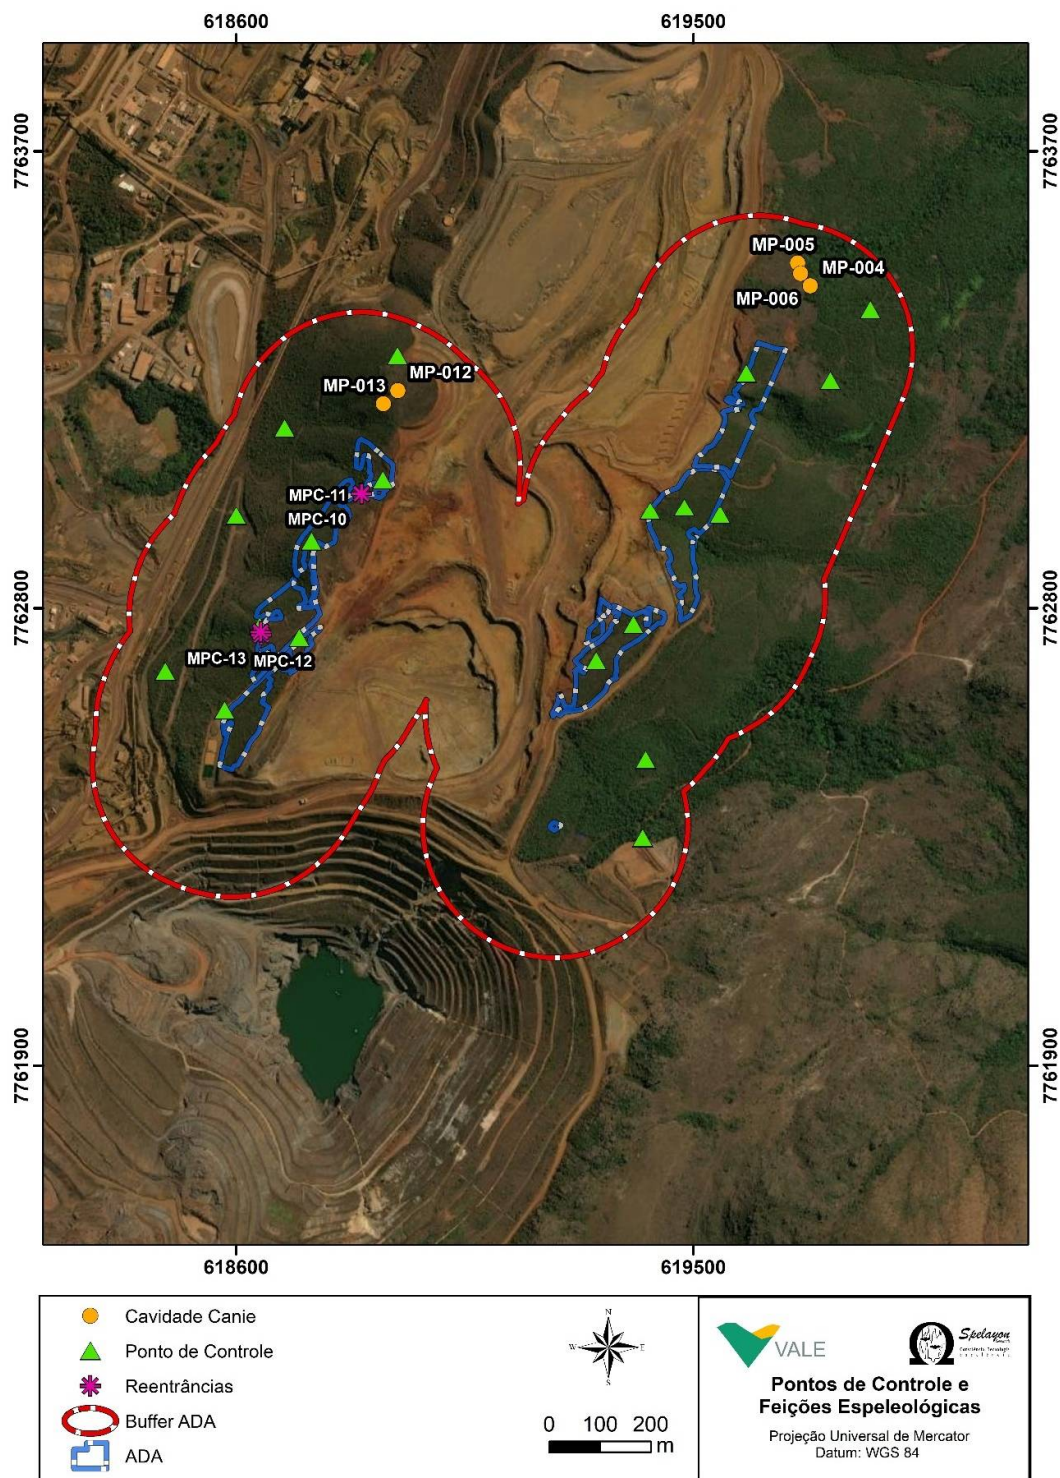 618600
619500
7763700
7763700
MP-005
MP-004
MP-006
MP-012
MP-013
MPC-11
MPC-10
7762800
7762800
MPC-13
MPC-12
7761900
7761900
618600
619500
Cavidade Canie
Ponto de Controle
Reentrâncias
Buffer ADA
ADA
N
W
E
S
0 100 200
m
VALE
Spelayon
Pontos de Controle e
Feições Espeleológicas
Projeção Universal de Mercator
Datum: WGS 84